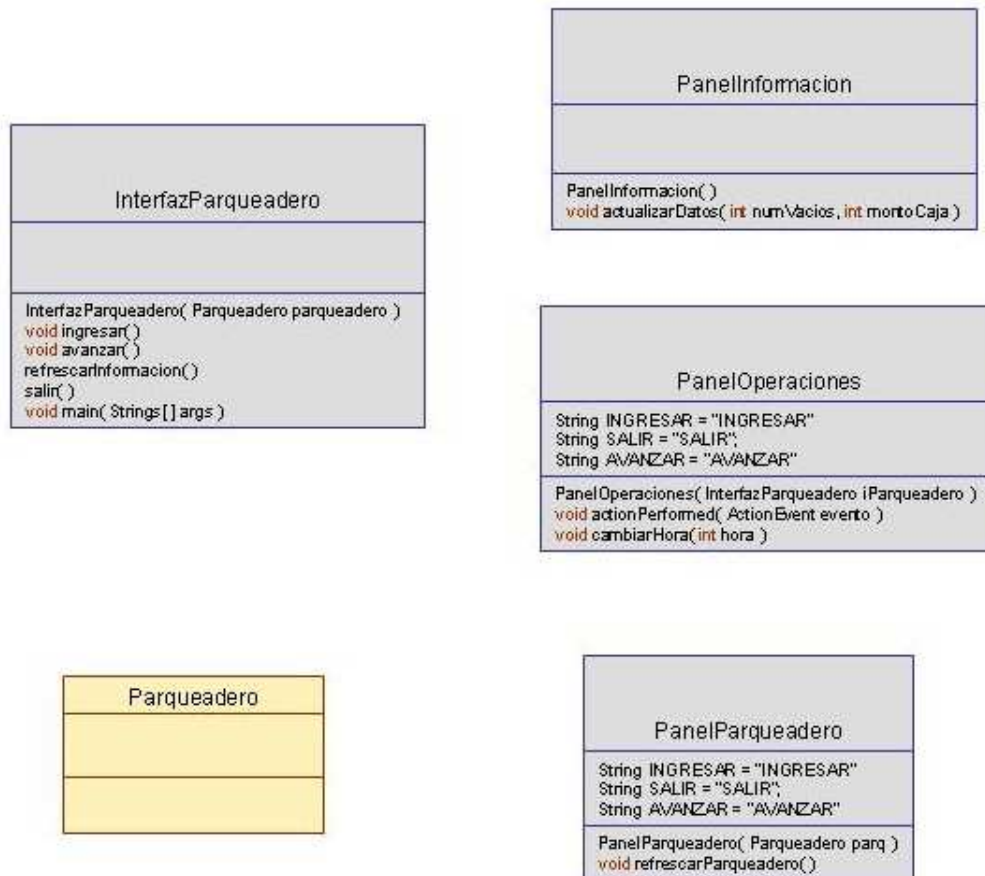 PanelInformacion
PanelInformacion( )
void actualizarDatos( int numVacios, int montoCaja )
InterfazParqueadero
InterfazParqueadero( Parqueadero parqueadero )
void ingresar( )
void avanzar( )
refrescarInformacion( )
salir( )
void main( Strings[ ] args )
PanelOperaciones
String INGRESAR = "INGRESAR"
String SALIR = "SALIR";
String AVANZAR = "AVANZAR"
PanelOperaciones( InterfazParqueadero iParqueadero )
void actionPerformed( ActionEvent evento )
void cambiarHora( int hora )
Parqueadero
PanelParqueadero
String INGRESAR = "INGRESAR"
String SALIR = "SALIR";
String AVANZAR = "AVANZAR"
PanelParqueadero( Parqueadero parq )
void refrescarParqueadero( )